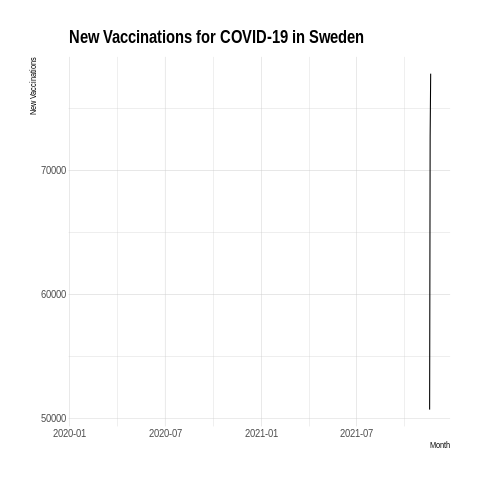 New Vaccinations for COVID-19 in Sweden
New Vaccinations
70000
60000
50000
2020-01 2020-07 2021-01 2021-07
Month